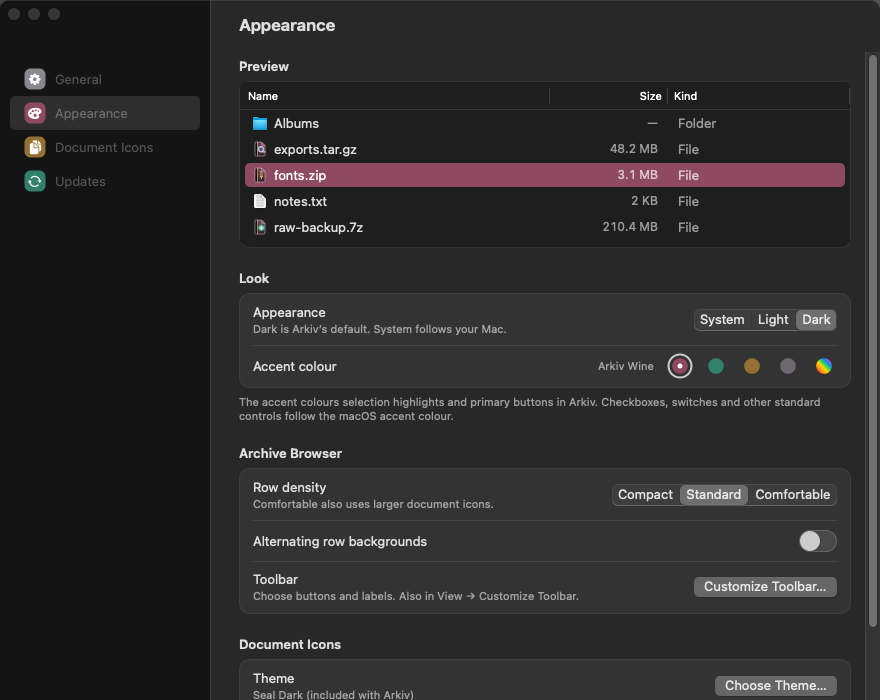 Appearance
General
Appearance
Document Icons
Updates
Preview
Name Size Kind
Albums — Folder
exports.tar.gz 48.2 MB File
fonts.zip 3.1 MB File
notes.txt 2 KB File
raw-backup.7z 210.4 MB File
Look
Appearance
Dark is Arkiv's default. System follows your Mac.
System Light Dark
Accent colour Arkiv Wine
The accent colours selection highlights and primary buttons in Arkiv. Checkboxes, switches and other standard
controls follow the macOS accent colour.
Archive Browser
Row density
Comfortable also uses larger document icons.
Compact Standard Comfortable
Alternating row backgrounds
Toolbar
Choose buttons and labels. Also in View → Customize Toolbar.
Customize Toolbar...
Document Icons
Theme
Seal Dark (included with Arkiv)
Choose Theme...